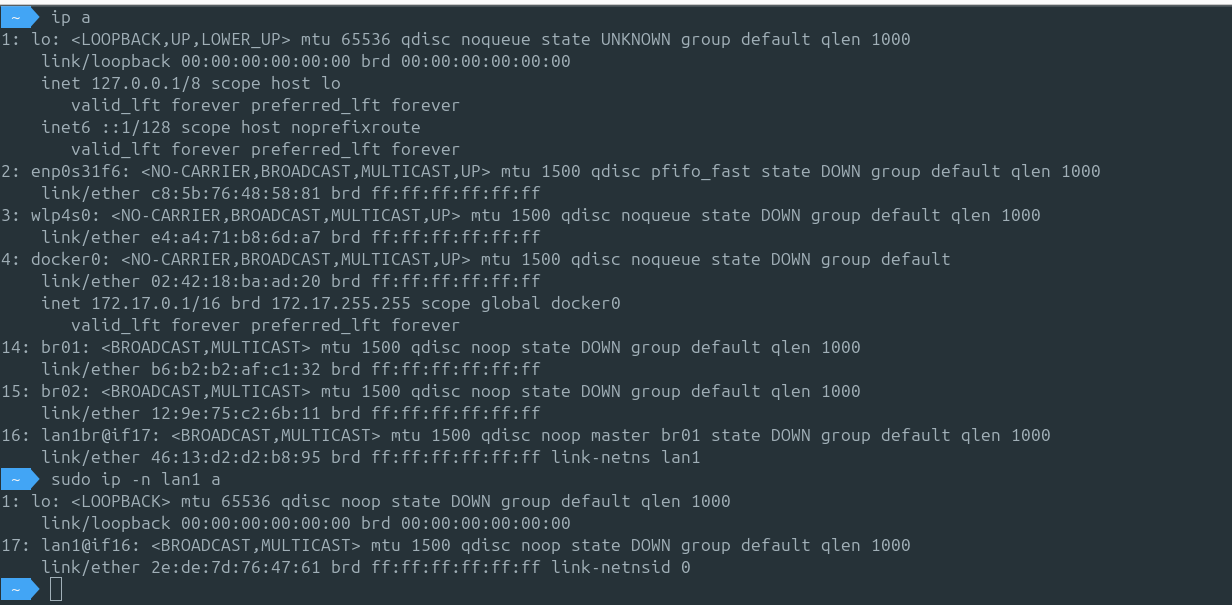 ~ ip a
1: lo: <LOOPBACK,UP,LOWER_UP> mtu 65536 qdisc noqueue state UNKNOWN group default qlen 1000
    link/loopback 00:00:00:00:00:00 brd 00:00:00:00:00:00
    inet 127.0.0.1/8 scope host lo
       valid_lft forever preferred_lft forever
    inet6 ::1/128 scope host noprefixroute
       valid_lft forever preferred_lft forever
2: enp0s31f6: <NO-CARRIER,BROADCAST,MULTICAST,UP> mtu 1500 qdisc pfifo_fast state DOWN group default qlen 1000
    link/ether c8:5b:76:48:58:81 brd ff:ff:ff:ff:ff:ff
3: wlp4s0: <NO-CARRIER,BROADCAST,MULTICAST,UP> mtu 1500 qdisc noqueue state DOWN group default qlen 1000
    link/ether e4:a4:71:b8:6d:a7 brd ff:ff:ff:ff:ff:ff
4: docker0: <NO-CARRIER,BROADCAST,MULTICAST,UP> mtu 1500 qdisc noqueue state DOWN group default
    link/ether 02:42:18:ba:ad:20 brd ff:ff:ff:ff:ff:ff
    inet 172.17.0.1/16 brd 172.17.255.255 scope global docker0
       valid_lft forever preferred_lft forever
14: br01: <BROADCAST,MULTICAST> mtu 1500 qdisc noop state DOWN group default qlen 1000
    link/ether b6:b2:b2:af:c1:32 brd ff:ff:ff:ff:ff:ff
15: br02: <BROADCAST,MULTICAST> mtu 1500 qdisc noop state DOWN group default qlen 1000
    link/ether 12:9e:75:c2:6b:11 brd ff:ff:ff:ff:ff:ff
16: lan1br@if17: <BROADCAST,MULTICAST> mtu 1500 qdisc noop master br01 state DOWN group default qlen 1000
    link/ether 46:13:d2:d2:b8:95 brd ff:ff:ff:ff:ff:ff link-netns lan1
~ sudo ip -n lan1 a
1: lo: <LOOPBACK> mtu 65536 qdisc noop state DOWN group default qlen 1000
    link/loopback 00:00:00:00:00:00 brd 00:00:00:00:00:00
17: lan1@if16: <BROADCAST,MULTICAST> mtu 1500 qdisc noop state DOWN group default qlen 1000
    link/ether 2e:de:7d:76:47:61 brd ff:ff:ff:ff:ff:ff link-netnsid 0
~